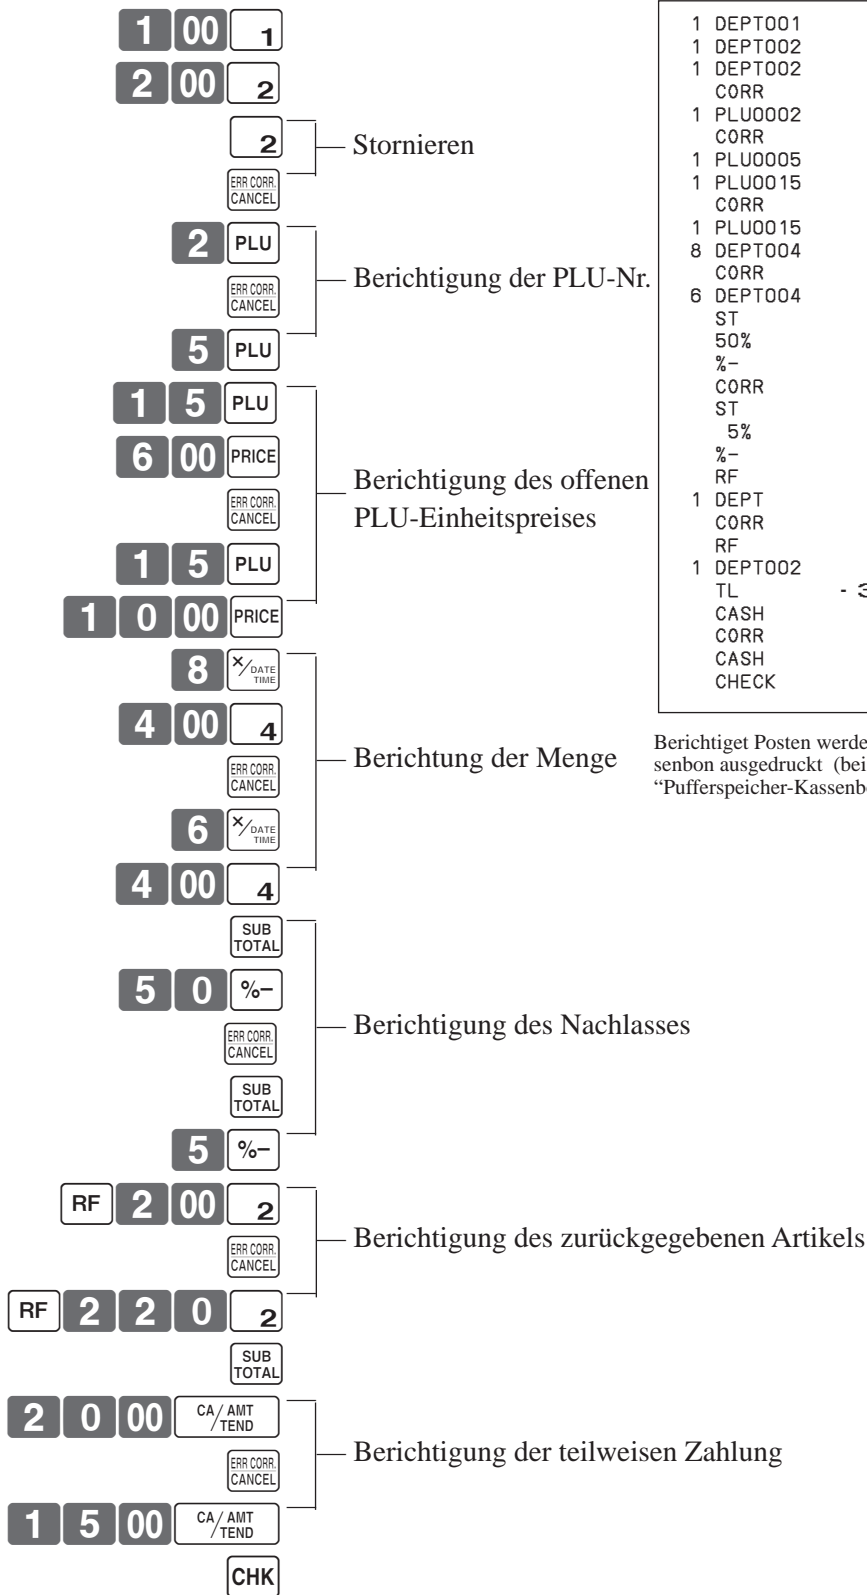 1 00 1
2 00 2
2
Stornieren
ERR CORR.
CANCEL
2 PLU
ERR CORR.
CANCEL
Berichtigung der PLU-Nr.
5 PLU
1 5 PLU
6 00 PRICE
Berichtigung des offenen
PLU-Einheitspreises
ERR CORR.
CANCEL
1 5 PLU
1 0 00 PRICE
8 ×/DATE TIME
4 00 4
Berichtung der Menge
ERR CORR.
CANCEL
6 ×/DATE TIME
4 00 4
SUB
TOTAL
5 0 %−
Berichtigung des Nachlasses
ERR CORR.
CANCEL
SUB
TOTAL
5 %−
RF 2 00 2
Berichtigung des zurückgegebenen Artikels
ERR CORR.
CANCEL
RF 2 2 0 2
SUB
TOTAL
2 0 00 CA/AMT TEND
Berichtigung der teilweisen Zahlung
ERR CORR.
CANCEL
1 5 00 CA/AMT TEND
CHK
1 DEPT001
1 DEPT002
1 DEPT002
CORR
1 PLU0002
CORR
1 PLU0005
1 PLU0015
CORR
1 PLU0015
8 DEPT004
CORR
6 DEPT004
ST
50%
%-
CORR
ST
5%
%-
RF
1 DEPT
CORR
RF
1 DEPT002
TL -
CASH
CORR
CASH
CHECK
Berichtiget Posten
senbon ausgedruckt (bei